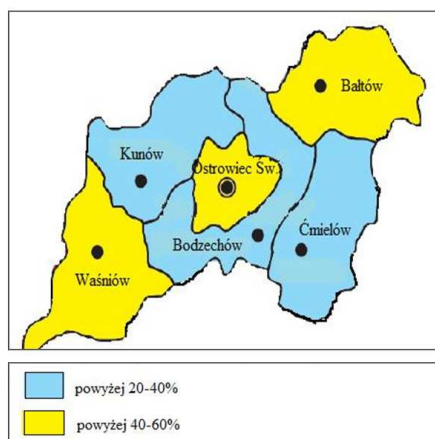 Bałtów
Kunów
Ostrowiec Św.
Ćmielów
Bodzechów
Waśniów
powyżej 20-40%
powyżej 40-60%